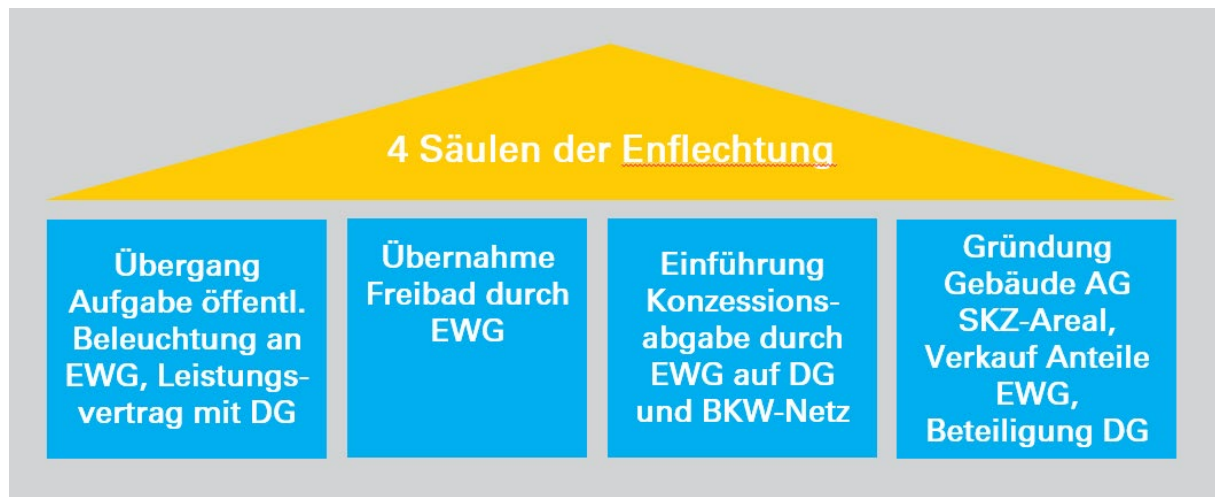 4 Säulen der Enflechtung
Übergang
Aufgabe öffentl.
Beleuchtung an
EWG, Leistungs-
vertrag mit DG
Übernahme
Freibad durch
EWG
Einführung
Konzessions-
abgabe durch
EWG auf DG
und BKW-Netz
Gründung
Gebäude AG
SKZ-Areal,
Verkauf Anteile
EWG,
Beteiligung DG